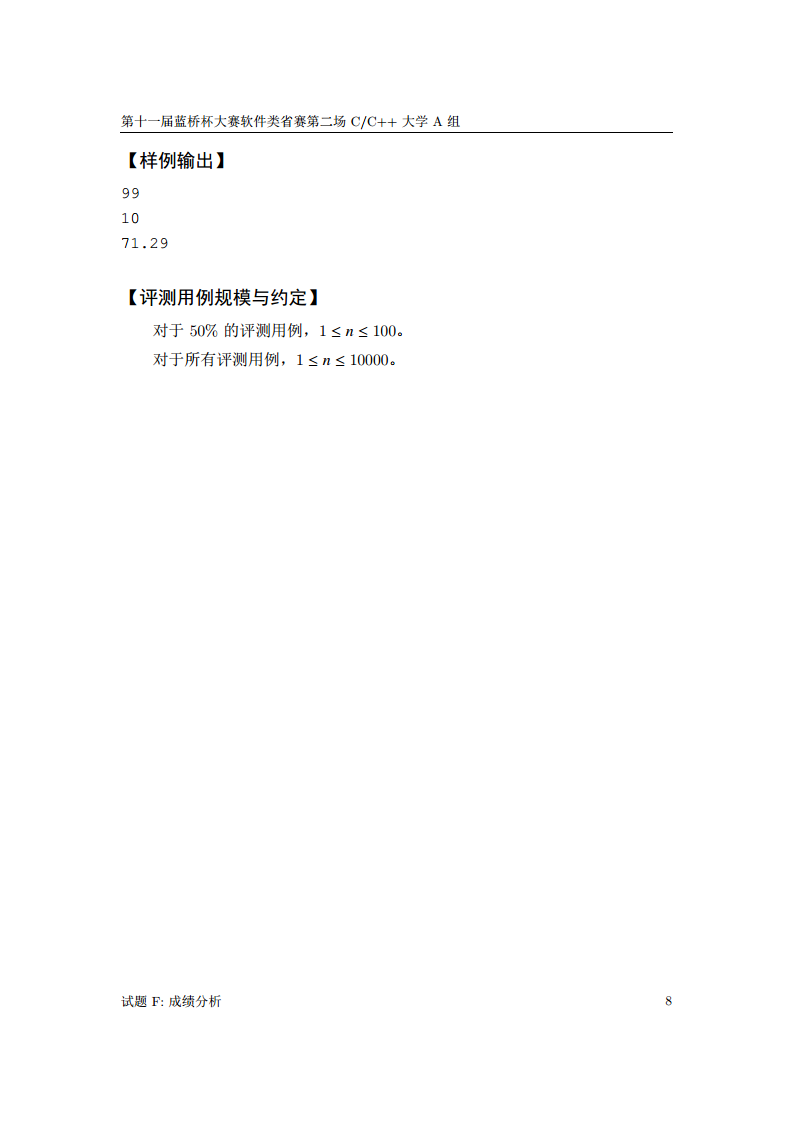 第十一届蓝桥杯大赛软件类省赛第二场 C/C++ 大学 A 组
【样例输出】
99
10
71.29
【评测用例规模与约定】
对于 50% 的评测用例，1 ≤ n ≤ 100。
对于所有评测用例，1 ≤ n ≤ 10000。
试题 F: 成绩分析 8